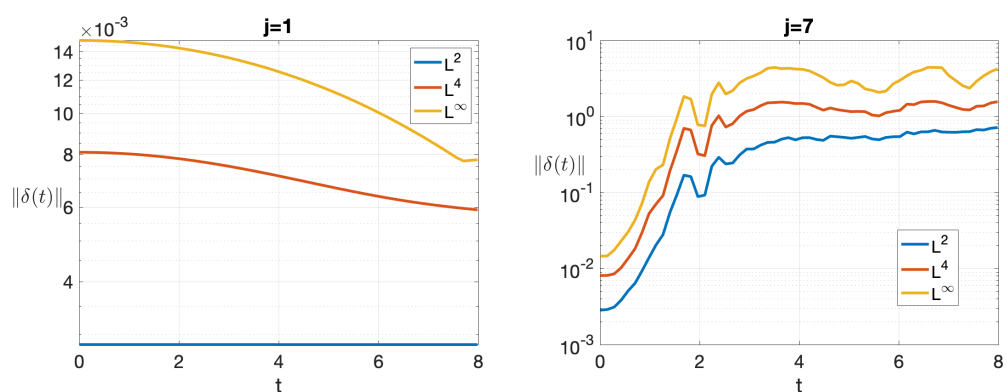 j=1
×10⁻³
14
12
10
8
6
4
‖δ(t)‖
0 2 4 6 8
t
L²
L⁴
L∞
j=7
10¹
10⁰
10⁻¹
10⁻²
10⁻³
‖δ(t)‖
0 2 4 6 8
t
L²
L⁴
L∞